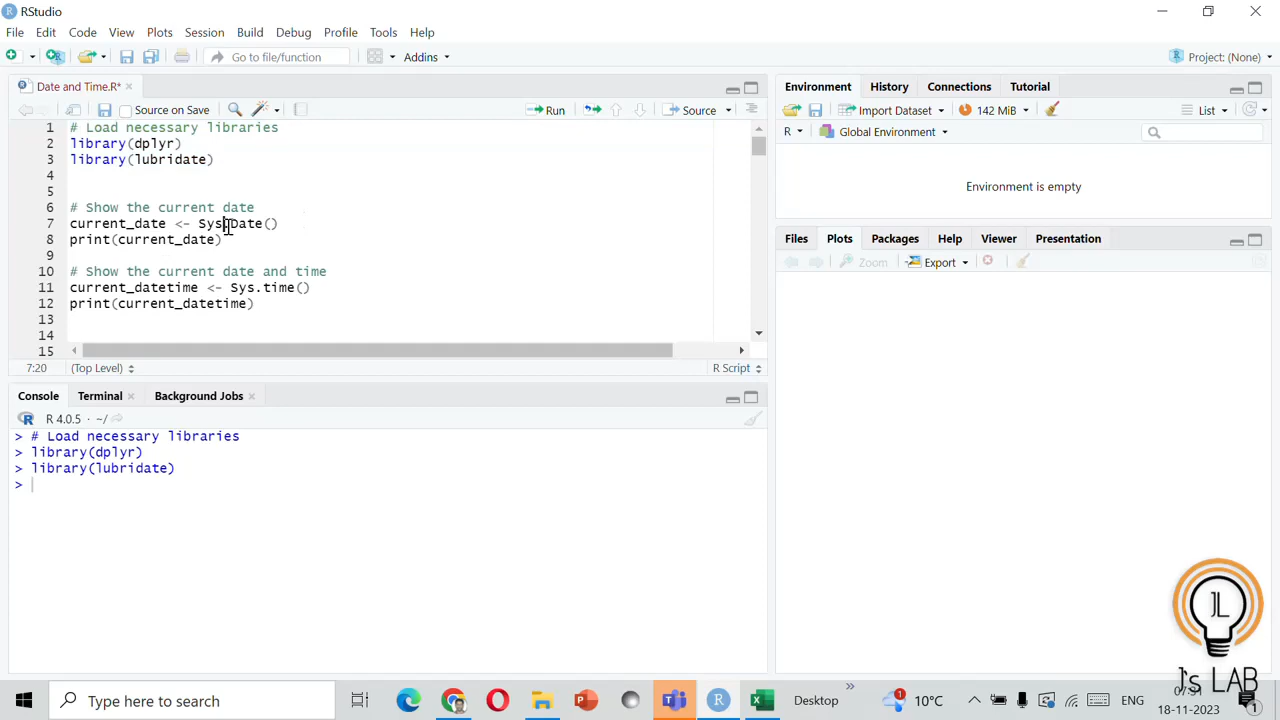 RStudio
File Edit Code View Plots Session Build Debug Profile Tools Help
Go to file/function Addins Project: (None)
Date and Time.R*
Source on Save Run Source
1 # Load necessary libraries
2 library(dplyr)
3 library(lubridate)
4
5
6 # Show the current date
7 current_date <- Sys.Date()
8 print(current_date)
9
10 # Show the current date and time
11 current_datetime <- Sys.time()
12 print(current_datetime)
13
14
15
7:20 (Top Level) R Script
Console Terminal Background Jobs
R 4.0.5 · ~/
> # Load necessary libraries
> library(dplyr)
> library(lubridate)
>
Environment History Connections Tutorial
Import Dataset 142 MiB List
R Global Environment
Environment is empty
Files Plots Packages Help Viewer Presentation
Zoom Export
JL
J's LAB
Type here to search
Desktop
1
10°C
ENG
18-11-2023
1